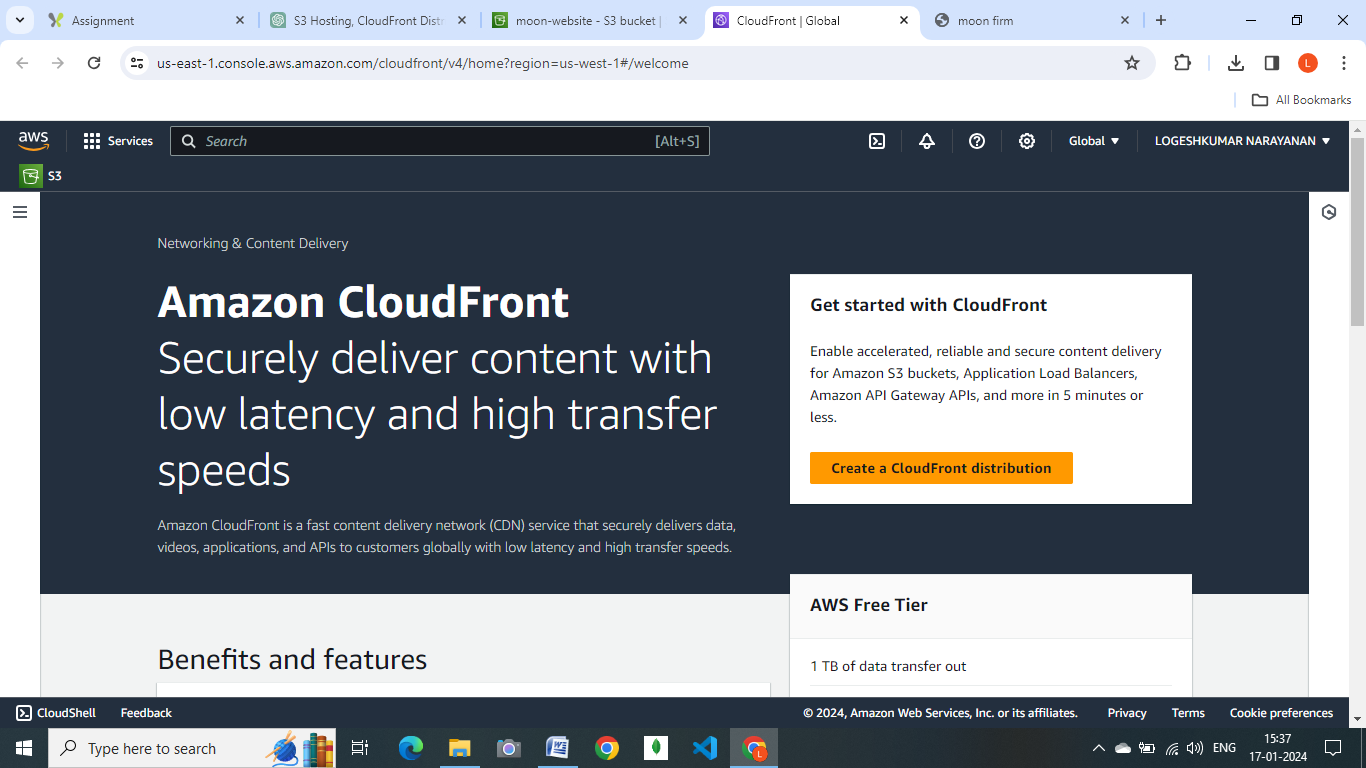 Assignment
S3 Hosting, CloudFront Distr
moon-website - S3 bucket |
CloudFront | Global
moon firm
us-east-1.console.aws.amazon.com/cloudfront/v4/home?region=us-west-1#/welcome
L
All Bookmarks
aws
Services
Search
[Alt+S]
Global
LOGESHKUMAR NARAYANAN
S3
Networking & Content Delivery
Amazon CloudFront
Securely deliver content with
low latency and high transfer
speeds
Amazon CloudFront is a fast content delivery network (CDN) service that securely delivers data,
videos, applications, and APIs to customers globally with low latency and high transfer speeds.
Get started with CloudFront
Enable accelerated, reliable and secure content delivery
for Amazon S3 buckets, Application Load Balancers,
Amazon API Gateway APIs, and more in 5 minutes or
less.
Create a CloudFront distribution
AWS Free Tier
1 TB of data transfer out
Benefits and features
CloudShell
Feedback
© 2024, Amazon Web Services, Inc. or its affiliates.
Privacy
Terms
Cookie preferences
Type here to search
L
ENG
15:37
17-01-2024